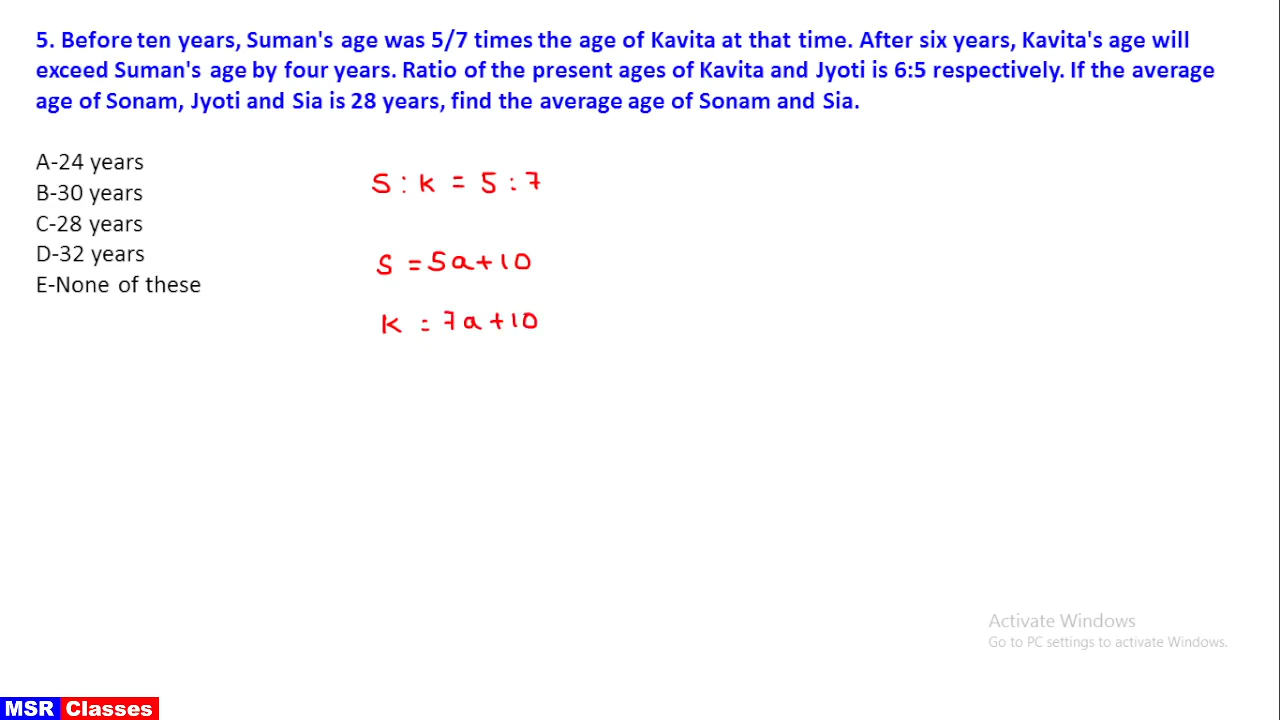 5. Before ten years, Suman's age was 5/7 times the age of Kavita at that time. After six years, Kavita's age will
exceed Suman's age by four years. Ratio of the present ages of Kavita and Jyoti is 6:5 respectively. If the average
age of Sonam, Jyoti and Sia is 28 years, find the average age of Sonam and Sia.
A-24 years
B-30 years
C-28 years
D-32 years
E-None of these
S : K = 5 : 7
S = 5a+10
K = 7a+10
Activate Windows
Go to PC settings to activate Windows.
MSR Classes